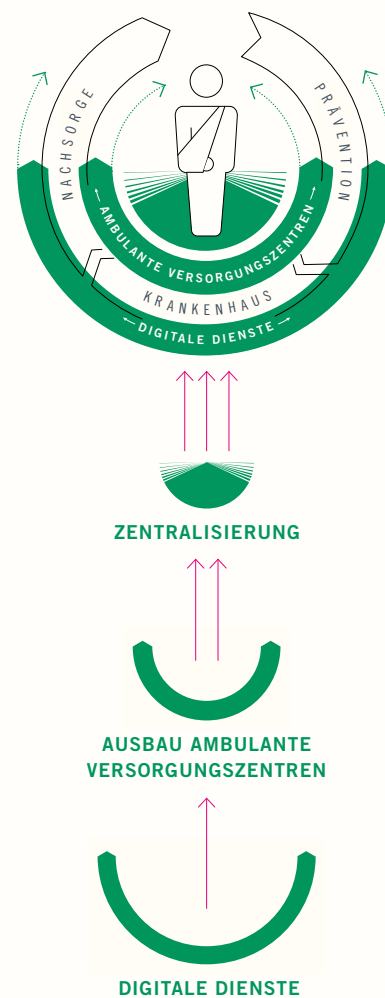 NACHSORGE
PRÄVENTION
AMBULANTE VERSORGUNGSZENTREN
KRANKENHAUS
DIGITALE DIENSTE
ZENTRALISIERUNG
AUSBAU AMBULANTE
VERSORGUNGSZENTREN
DIGITALE DIENSTE